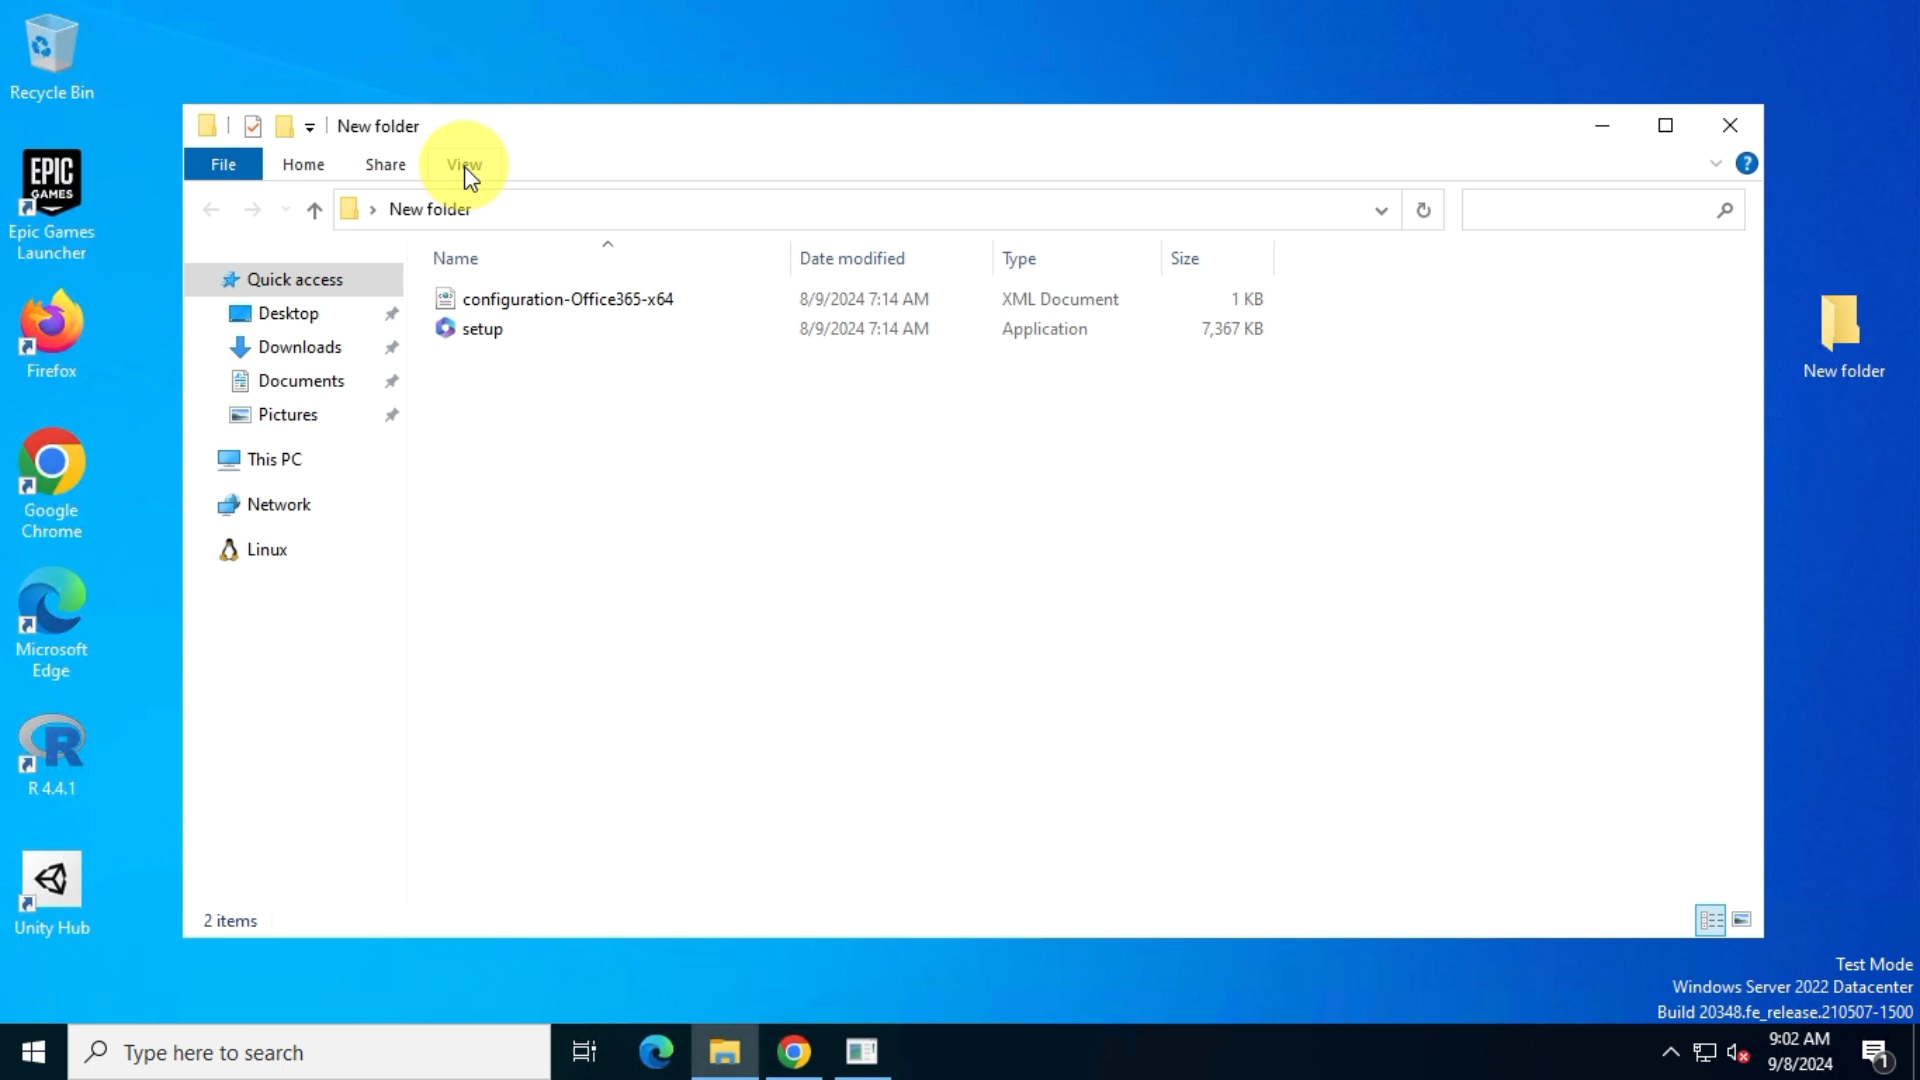 Recycle Bin
EPIC
GAMES
Epic Games
Launcher
Firefox
Google
Chrome
Microsoft
Edge
R 4.4.1
Unity Hub
New folder
File
Home
Share
View
?
New folder
Name
Date modified
Type
Size
configuration-Office365-x64
8/9/2024 7:14 AM
XML Document
1 KB
setup
8/9/2024 7:14 AM
Application
7,367 KB
Quick access
Desktop
Downloads
Documents
Pictures
This PC
Network
Linux
2 items
New folder
Test Mode
Windows Server 2022 Datacenter
Build 20348.fe_release.210507-1500
Type here to search
9:02 AM
9/8/2024
1